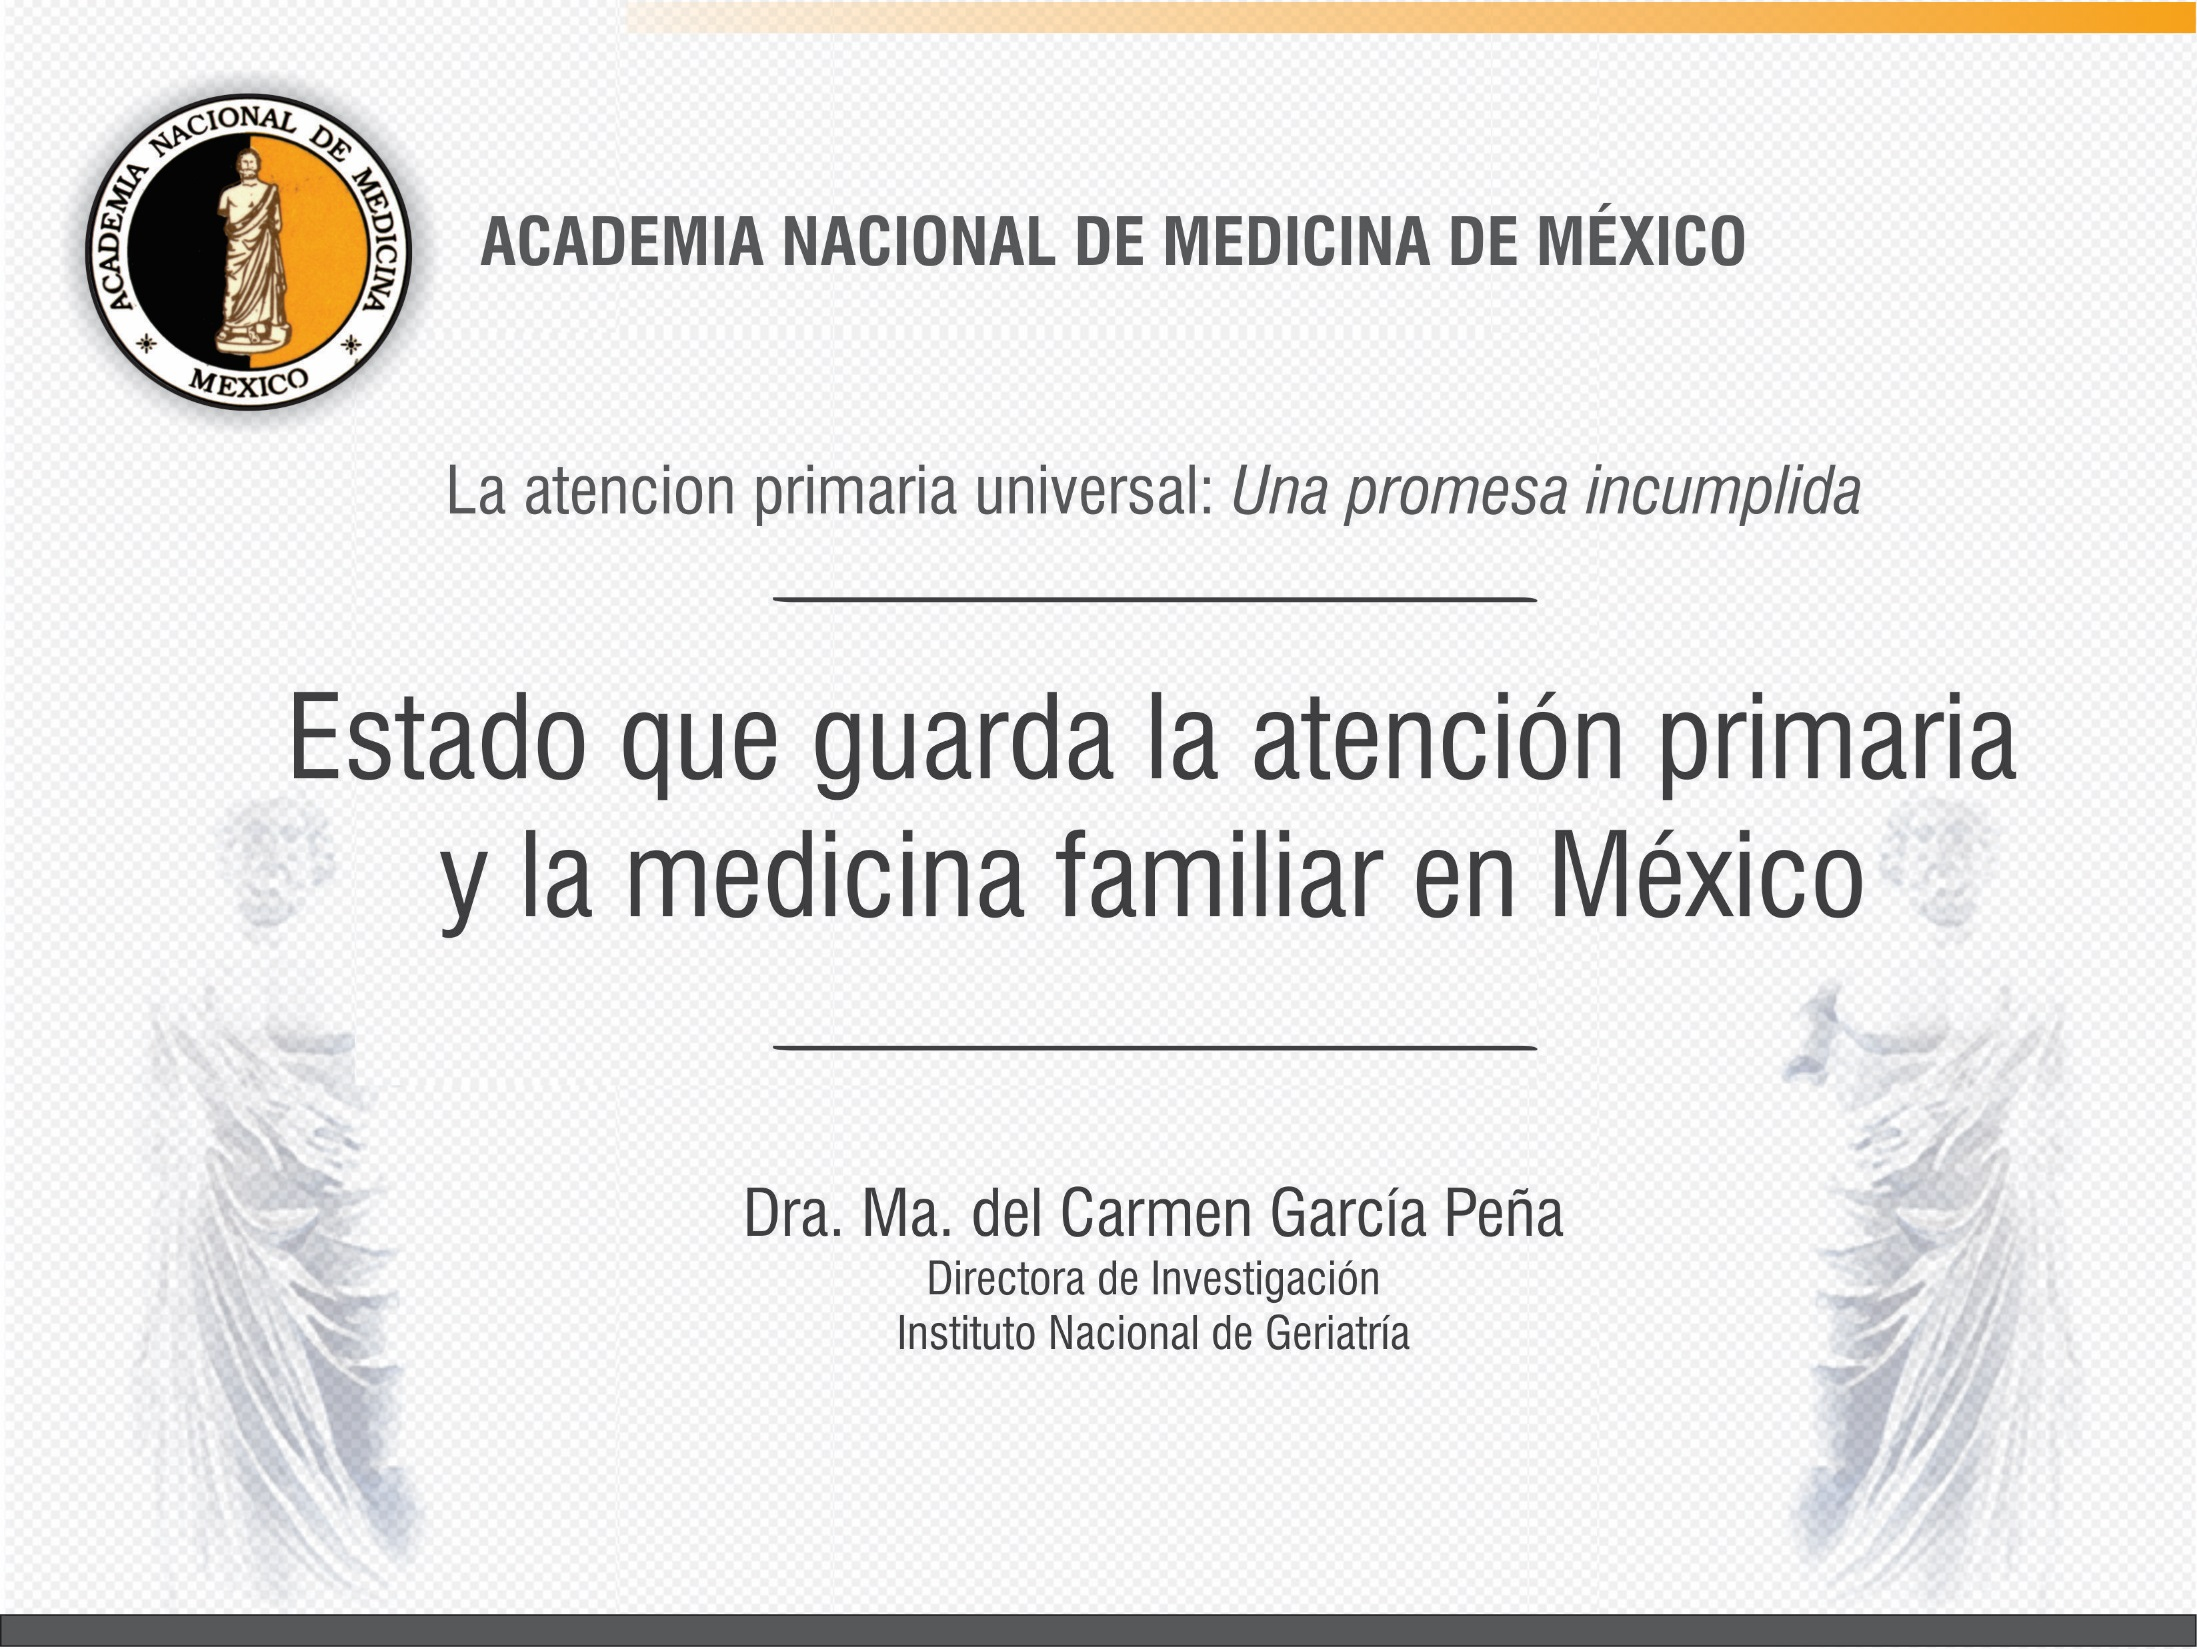 ACADEMIA NACIONAL DE MEDICINA
MEXICO
ACADEMIA NACIONAL DE MEDICINA DE MÉXICO
La atencion primaria universal: Una promesa incumplida
Estado que guarda la atención primaria
y la medicina familiar en México
Dra. Ma. del Carmen García Peña
Directora de Investigación
Instituto Nacional de Geriatría